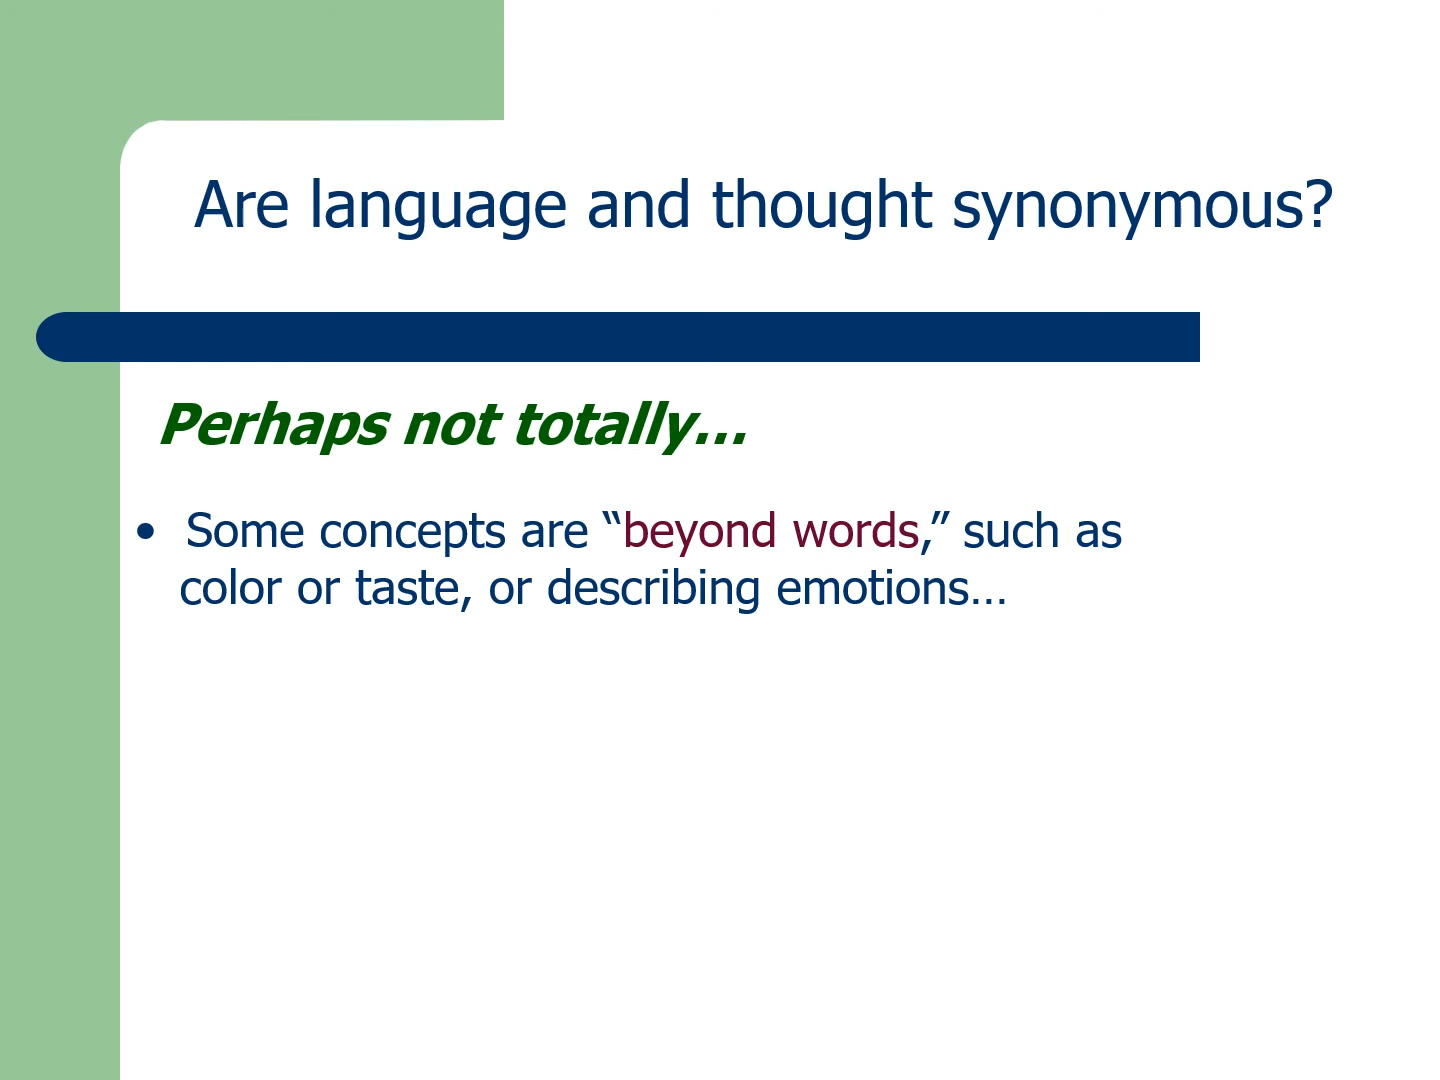 Are language and thought synonymous?
Perhaps not totally…
• Some concepts are “beyond words,” such as
color or taste, or describing emotions…